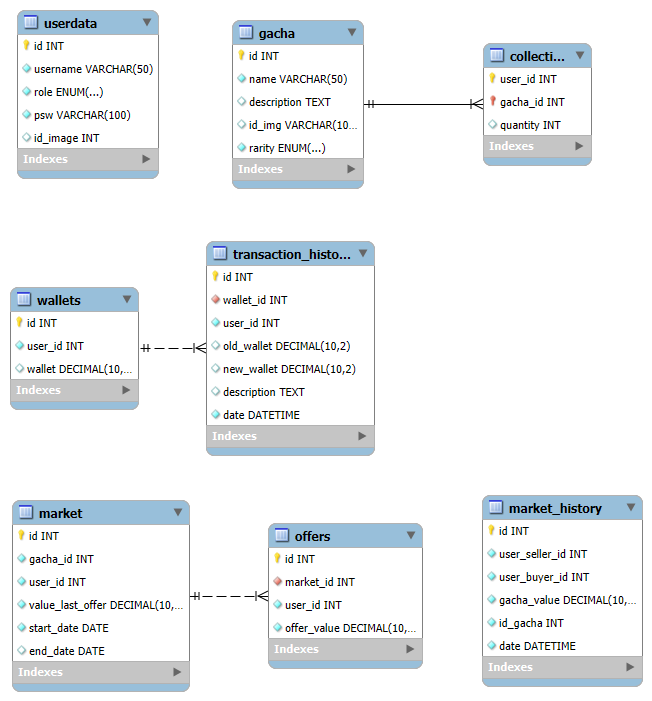 userdata
id INT
username VARCHAR(50)
role ENUM(...)
psw VARCHAR(100)
id_image INT
Indexes
gacha
id INT
name VARCHAR(50)
description TEXT
id_img VARCHAR(10...
rarity ENUM(...)
Indexes
collecti...
user_id INT
gacha_id INT
quantity INT
Indexes
wallets
id INT
user_id INT
wallet DECIMAL(10,...
Indexes
transaction_histo...
id INT
wallet_id INT
user_id INT
old_wallet DECIMAL(10,2)
new_wallet DECIMAL(10,2)
description TEXT
date DATETIME
Indexes
market
id INT
gacha_id INT
user_id INT
value_last_offer DECIMAL(10,...
start_date DATE
end_date DATE
Indexes
offers
id INT
market_id INT
user_id INT
offer_value DECIMAL(10,...
Indexes
market_history
id INT
user_seller_id INT
user_buyer_id INT
gacha_value DECIMAL(10,...
id_gacha INT
date DATETIME
Indexes